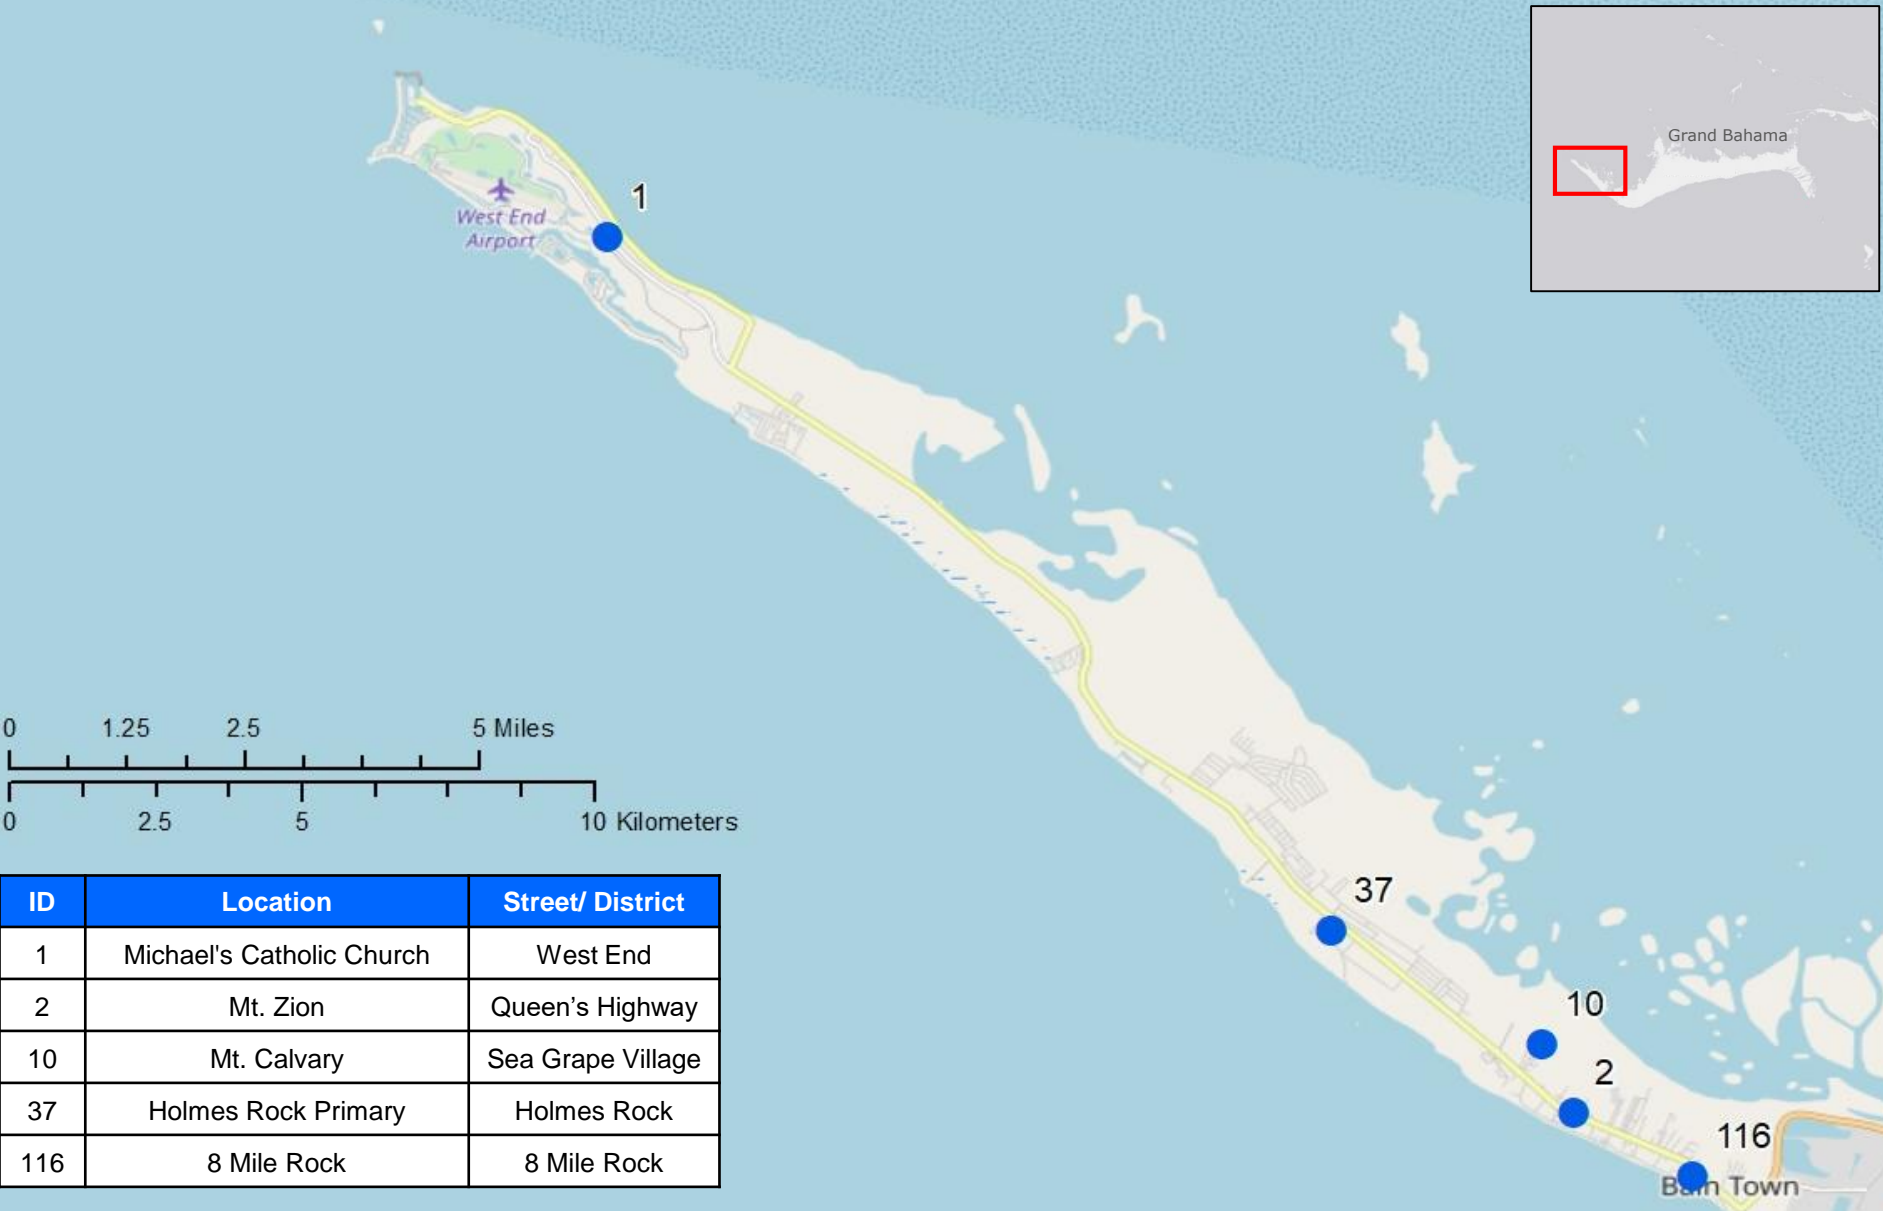 Grand Bahama
1
West End
Airport
0 1.25 2.5 5 Miles
0 2.5 5 10 Kilometers
37
10
2
116
Bain Town
ID Location Street/ District
1 Michael's Catholic Church West End
2 Mt. Zion Queen’s Highway
10 Mt. Calvary Sea Grape Village
37 Holmes Rock Primary Holmes Rock
116 8 Mile Rock 8 Mile Rock